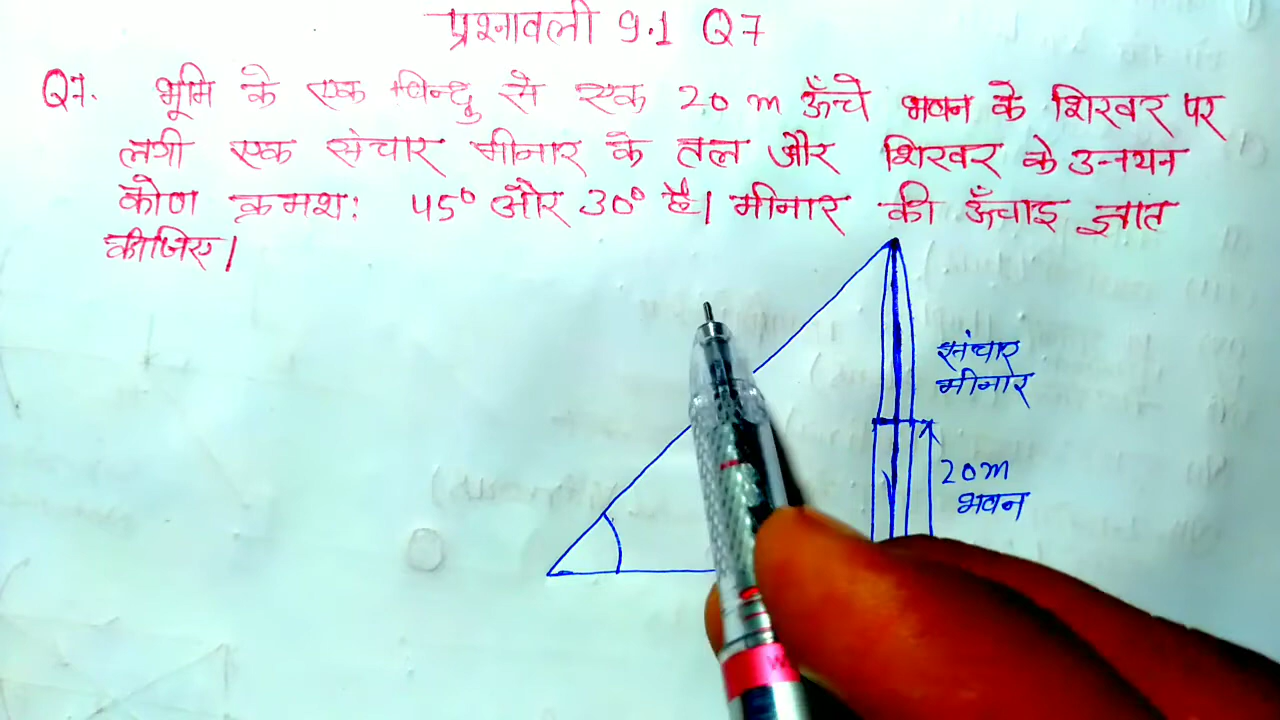 प्रश्नावली 9.1 Q7
Q7. भूमि के एक बिन्दु से एक 20 m ऊँचे भवन के शिखर पर
लगी एक संचार मीनार के तल और शिखर के उन्नयन
कोण क्रमश: 45° और 30° है। मीनार की ऊँचाइ ज्ञात
कीजिए।
संचार
मीनार
20m
भवन